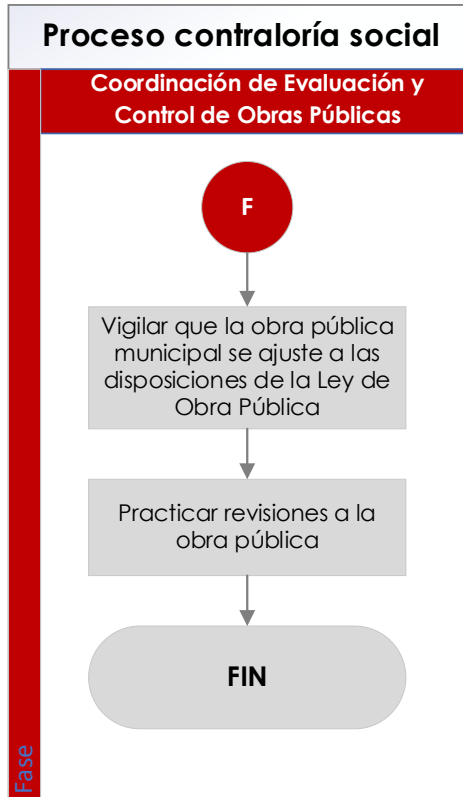 Proceso contraloría social
Coordinación de Evaluación y
Control de Obras Públicas
F
Vigilar que la obra pública
municipal se ajuste a las
disposiciones de la Ley de
Obra Pública
Practicar revisiones a la
obra pública
FIN
Fase